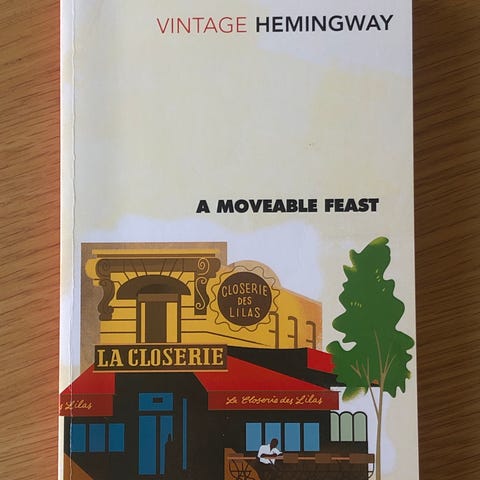 VINTAGE HEMINGWAY
A MOVEABLE FEAST
CLOSERIE
DES
LILAS
LA CLOSERIE
s Lilas
La Closerie des Lilas